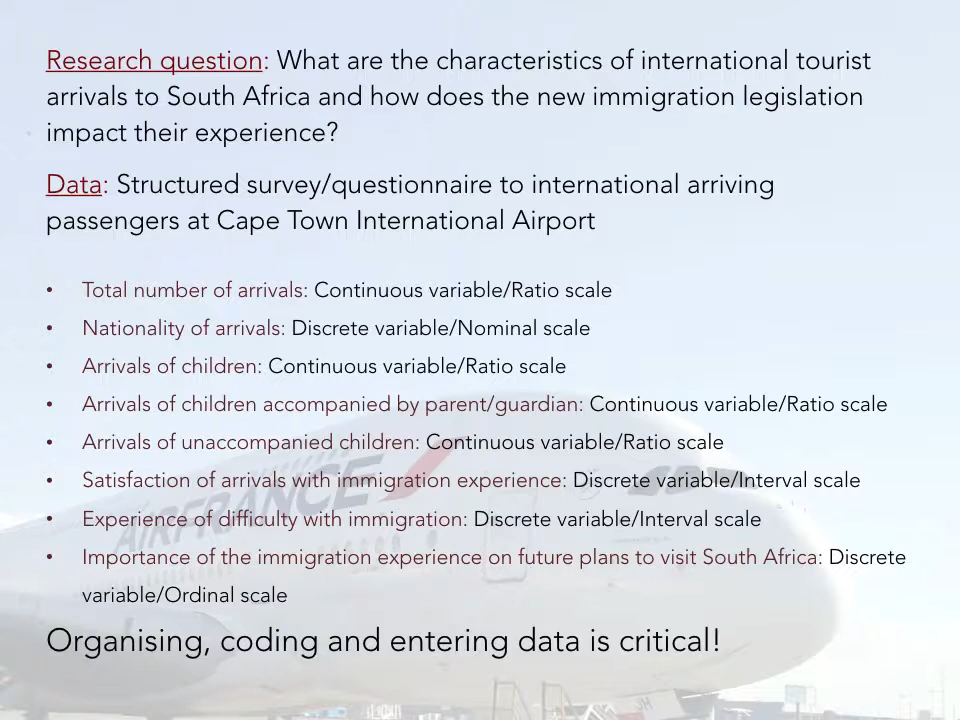 Research question: What are the characteristics of international tourist
arrivals to South Africa and how does the new immigration legislation
impact their experience?
Data: Structured survey/questionnaire to international arriving
passengers at Cape Town International Airport
• Total number of arrivals: Continuous variable/Ratio scale
• Nationality of arrivals: Discrete variable/Nominal scale
• Arrivals of children: Continuous variable/Ratio scale
• Arrivals of children accompanied by parent/guardian: Continuous variable/Ratio scale
• Arrivals of unaccompanied children: Continuous variable/Ratio scale
• Satisfaction of arrivals with immigration experience: Discrete variable/Interval scale
• Experience of difficulty with immigration: Discrete variable/Interval scale
• Importance of the immigration experience on future plans to visit South Africa: Discrete
variable/Ordinal scale
Organising, coding and entering data is critical!
AIRFRANCE
JH